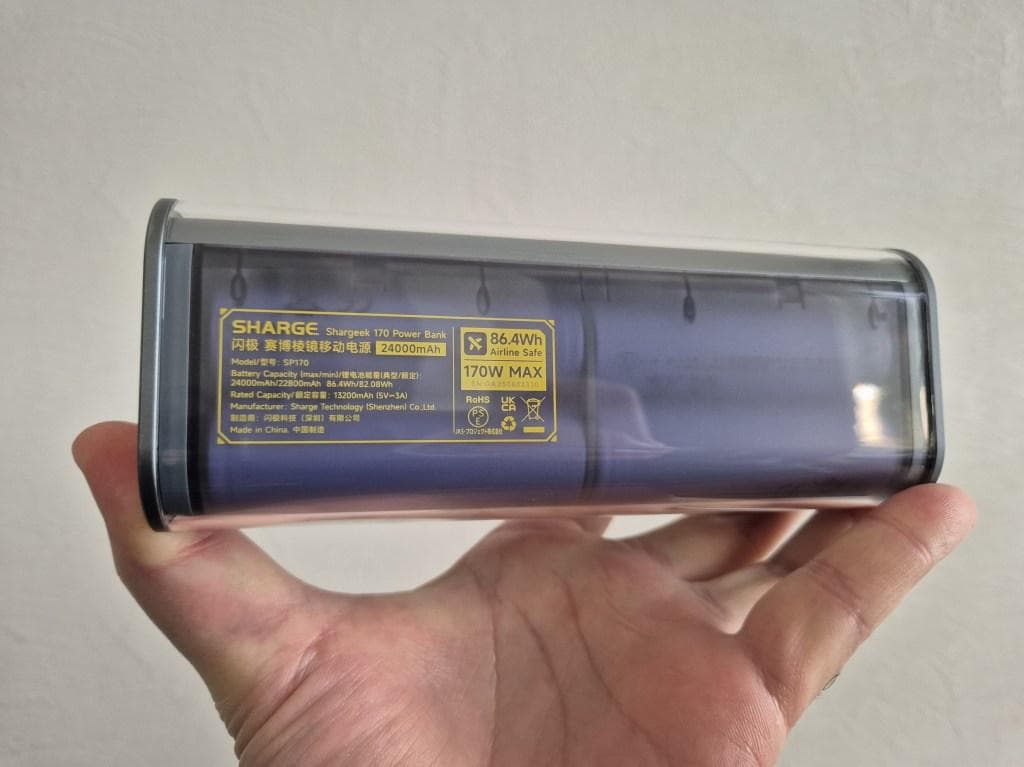 SHARGE Shargeek 170 Power Bank
闪极 赛博棱镜移动电源 24000mAh
Model/型号: SP170
Battery Capacity (max/min)/锂电池能量(典型/额定):
24000mAh/22800mAh 86.4Wh/82.08Wh
Rated Capacity/额定容量: 13200mAh (5V⎓3A)
Manufacturer: Sharge Technology (Shenzhen) Co.,Ltd.
制造商: 闪极科技 (深圳) 有限公司
Made in China. 中国制造
86.4Wh
Airline Safe
170W MAX
RoHS
UK
CA
PS
E